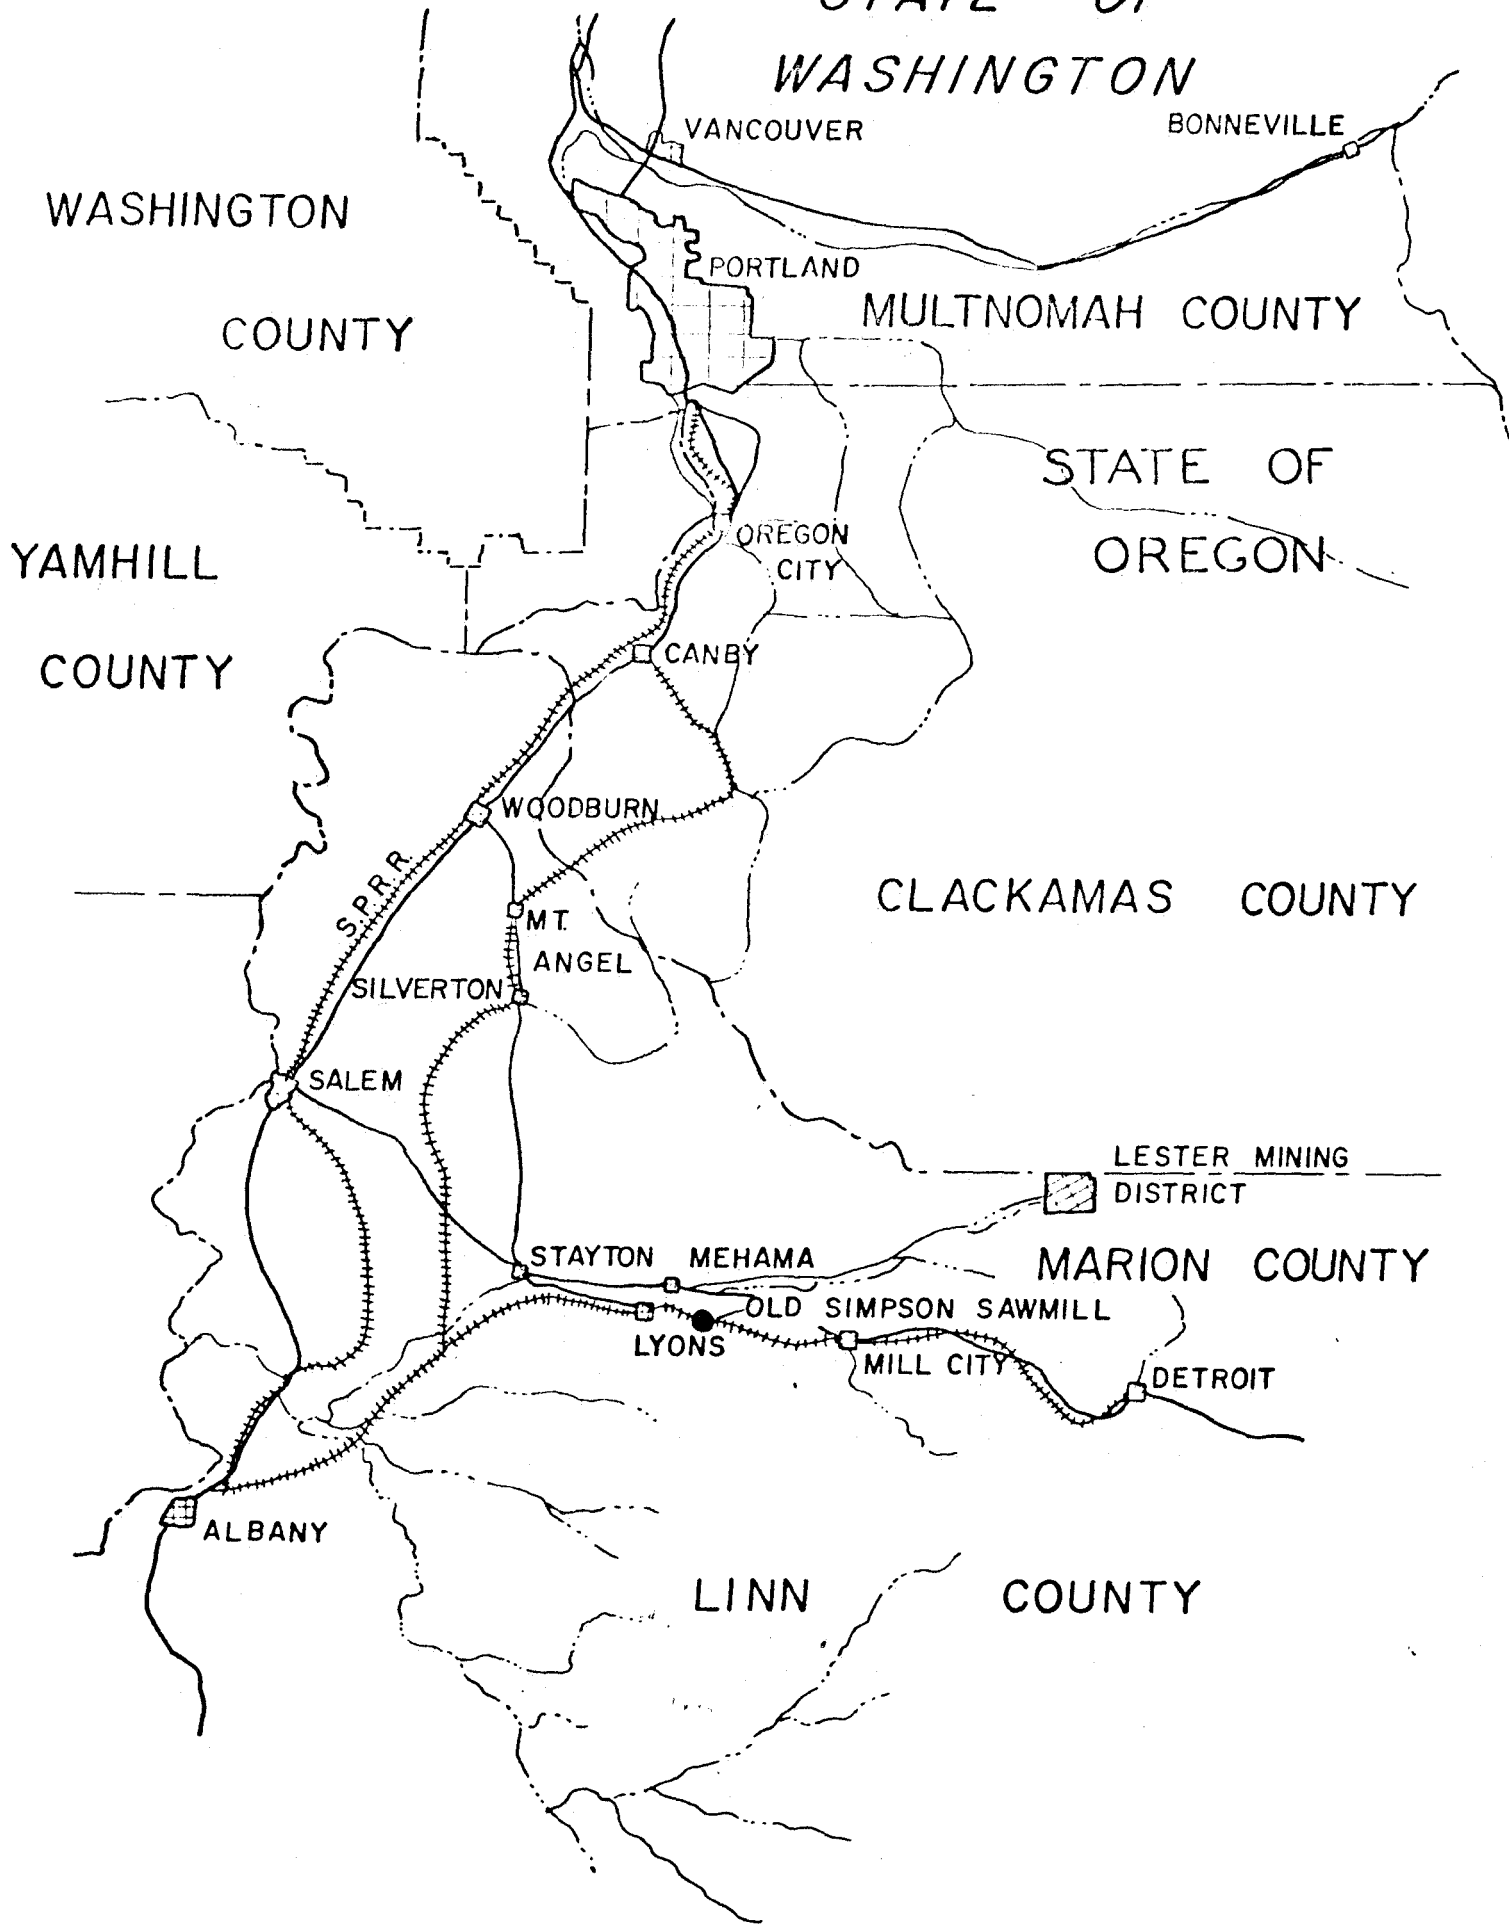 STATE OF
WASHINGTON
VANCOUVER
BONNEVILLE
WASHINGTON
COUNTY
PORTLAND
MULTNOMAH COUNTY
STATE OF
OREGON
OREGON
CITY
YAMHILL
COUNTY
CANBY
WOODBURN
S.P.R.R.
CLACKAMAS COUNTY
MT.
ANGEL
SILVERTON
SALEM
LESTER MINING
DISTRICT
STAYTON
MEHAMA
MARION COUNTY
OLD SIMPSON SAWMILL
LYONS
MILL CITY
DETROIT
ALBANY
LINN COUNTY